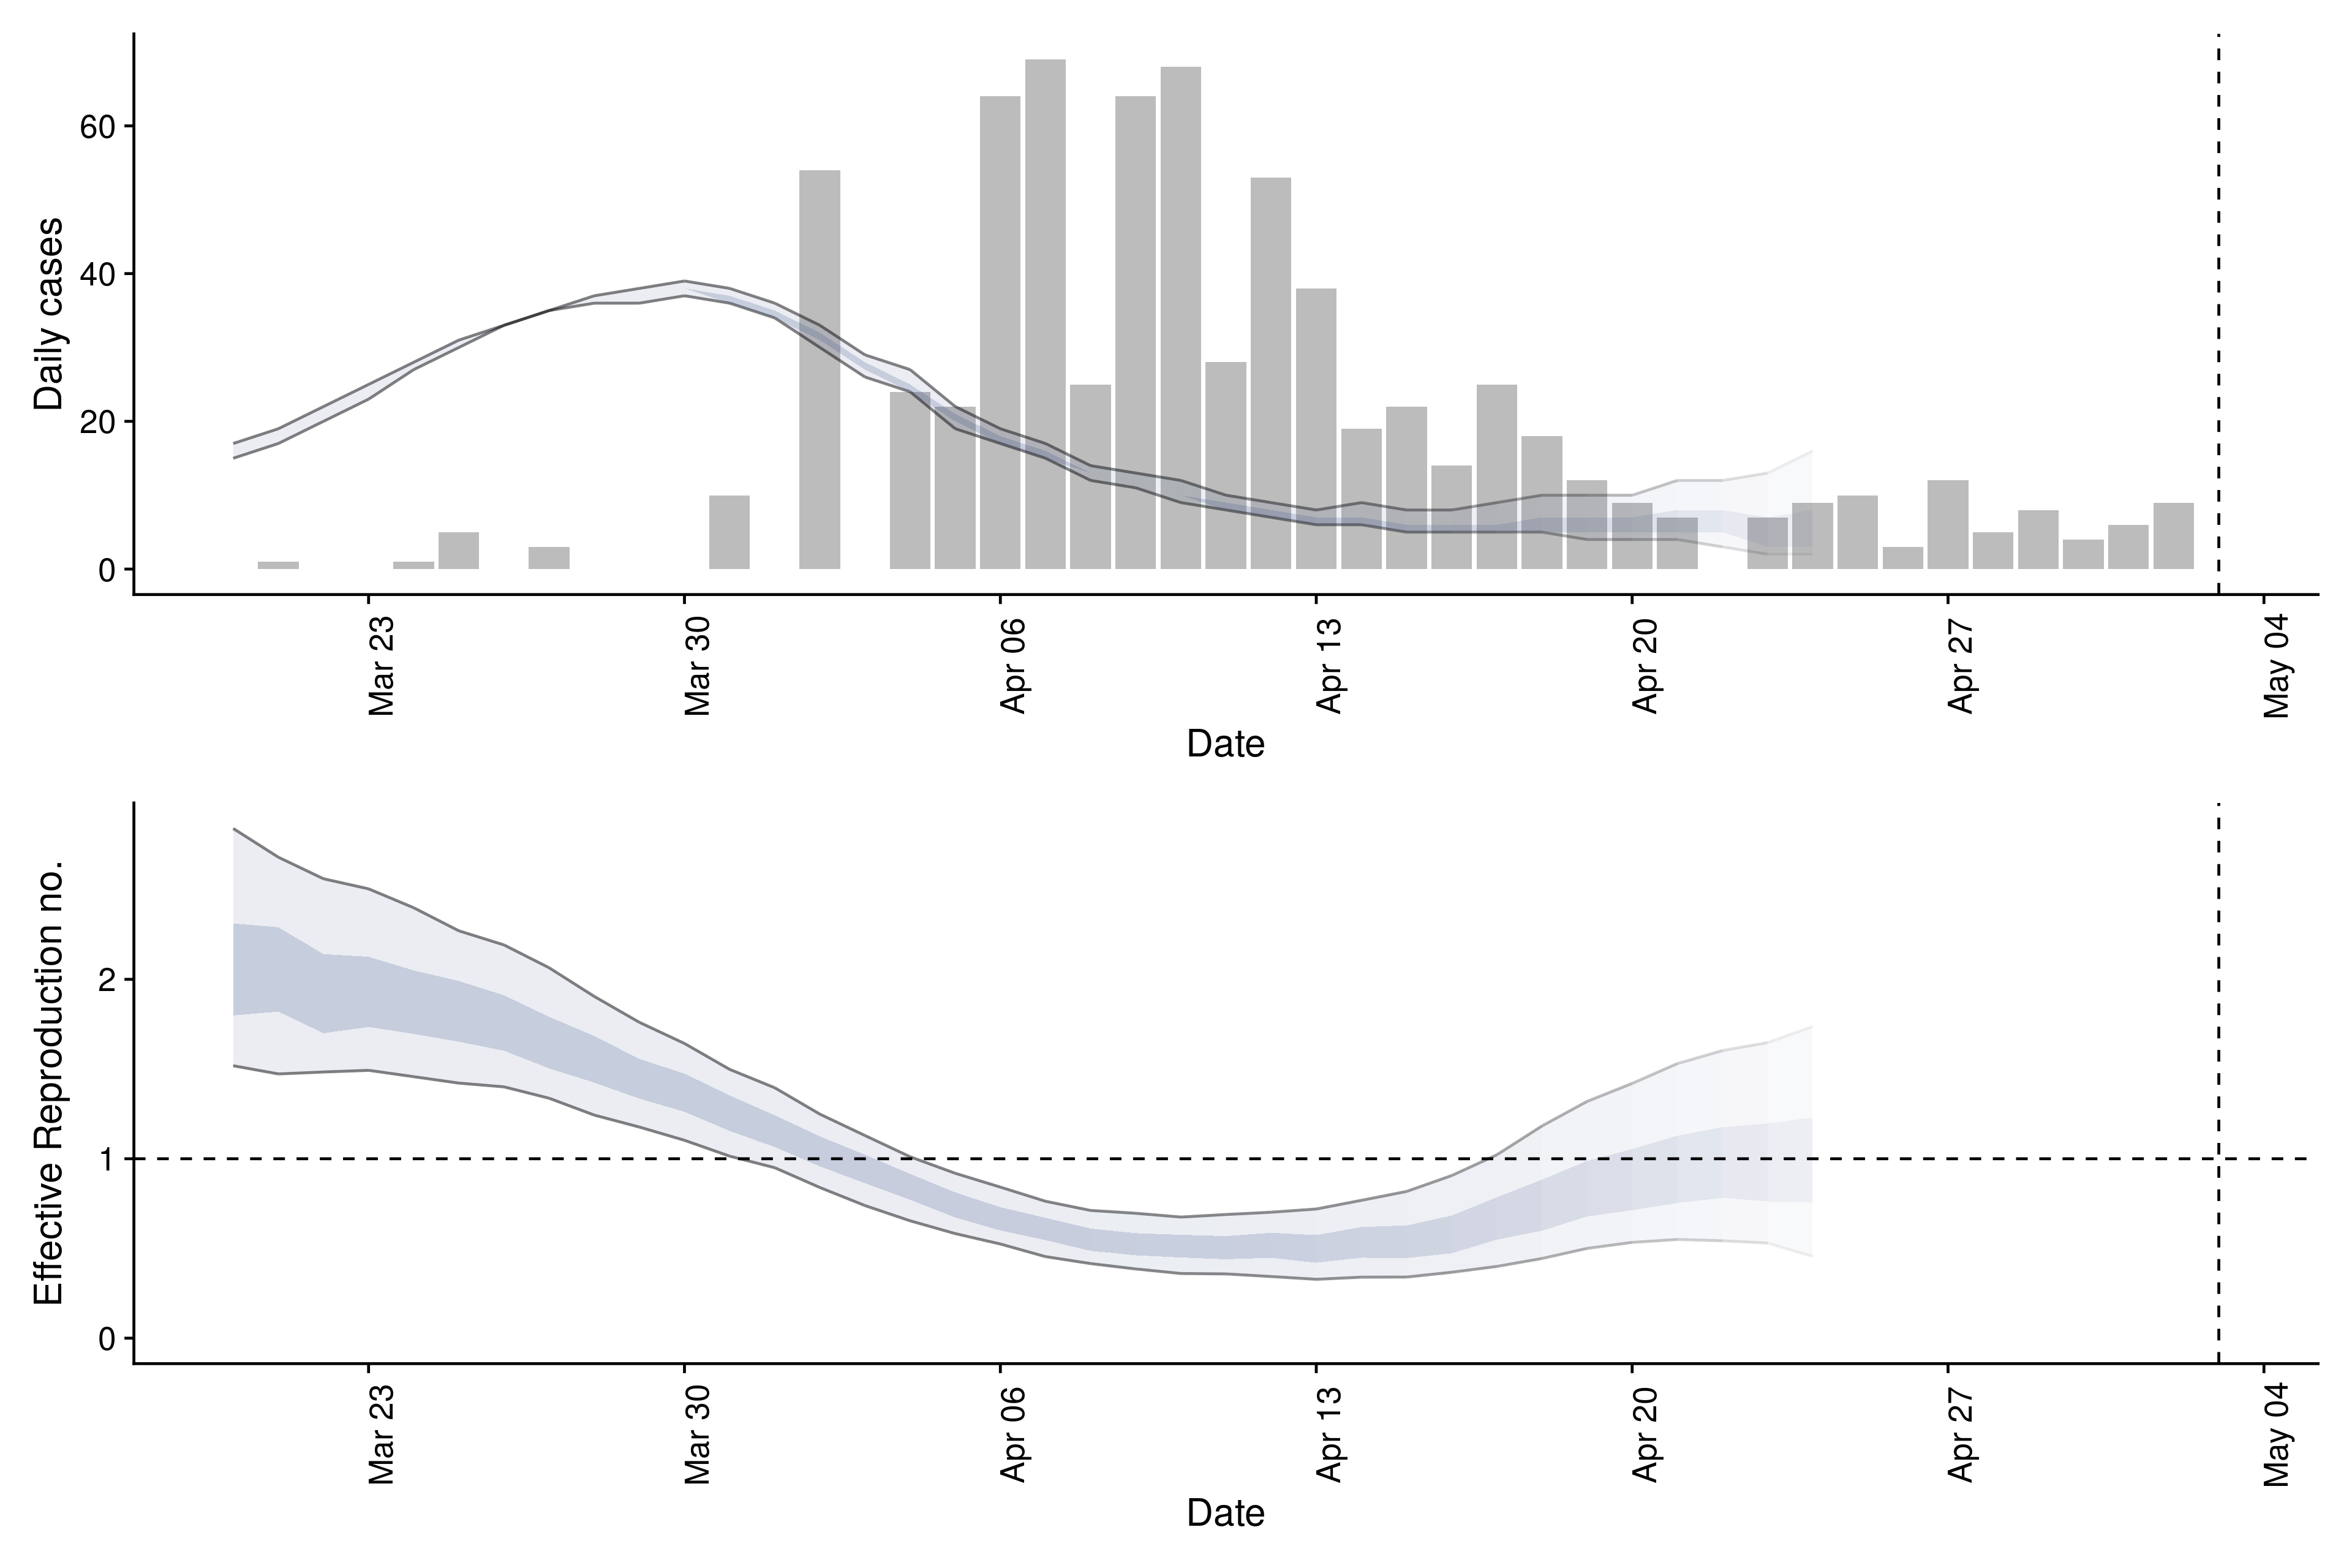 Daily cases
60
40
20
0
Mar 23
Mar 30
Apr 06
Apr 13
Apr 20
Apr 27
May 04
Date
Effective Reproduction no.
2
1
0
Mar 23
Mar 30
Apr 06
Apr 13
Apr 20
Apr 27
May 04
Date